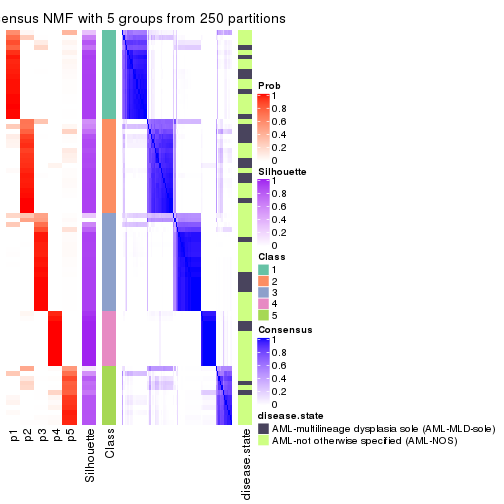 ensus NMF with 5 groups from 250 partitions
Prob
1
0.8
0.6
0.4
0.2
0
Silhouette
1
0.8
0.6
0.4
0.2
0
Class
1
2
3
4
5
Consensus
1
0.8
0.6
0.4
0.2
0
disease.state
AML-multilineage dysplasia sole (AML-MLD-sole)
AML-not otherwise specified (AML-NOS)
p1
p2
p3
p4
p5
Silhouette
Class
disease.state